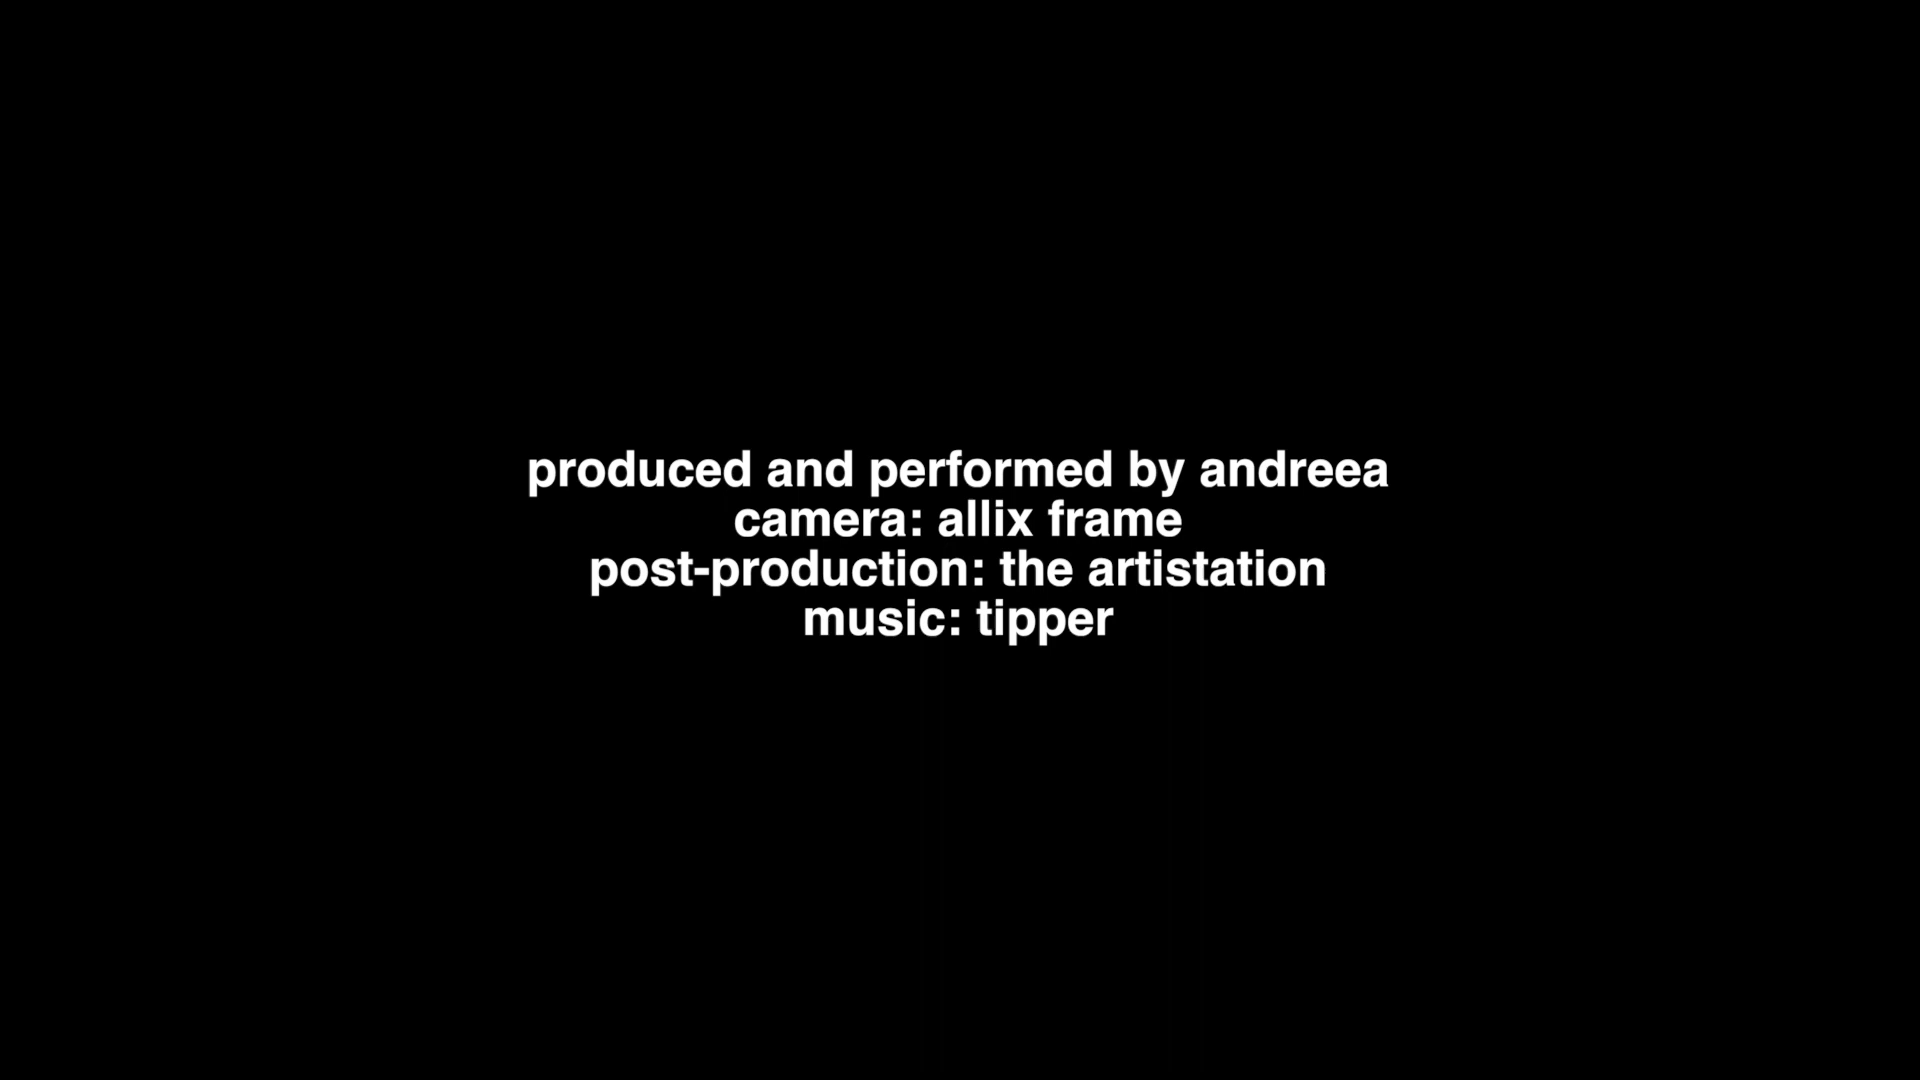 produced and performed by andreea
camera: allix frame
post-production: the artistation
music: tipper